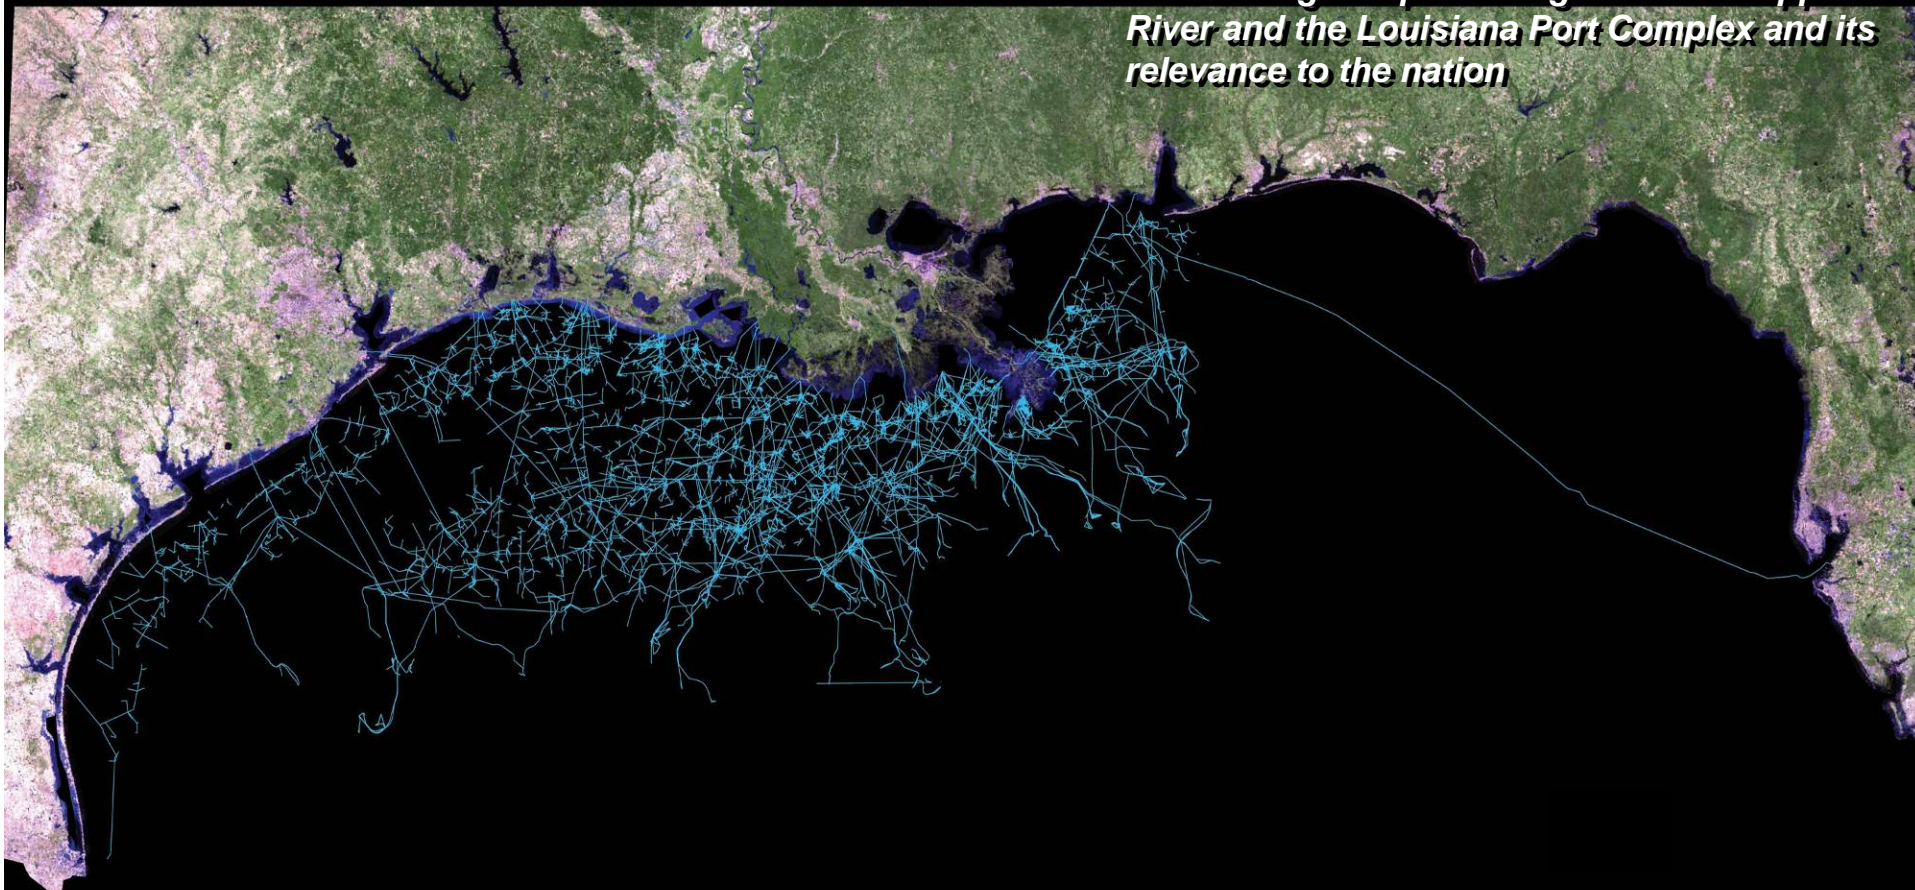 River and the Louisiana Port Complex and its
relevance to the nation